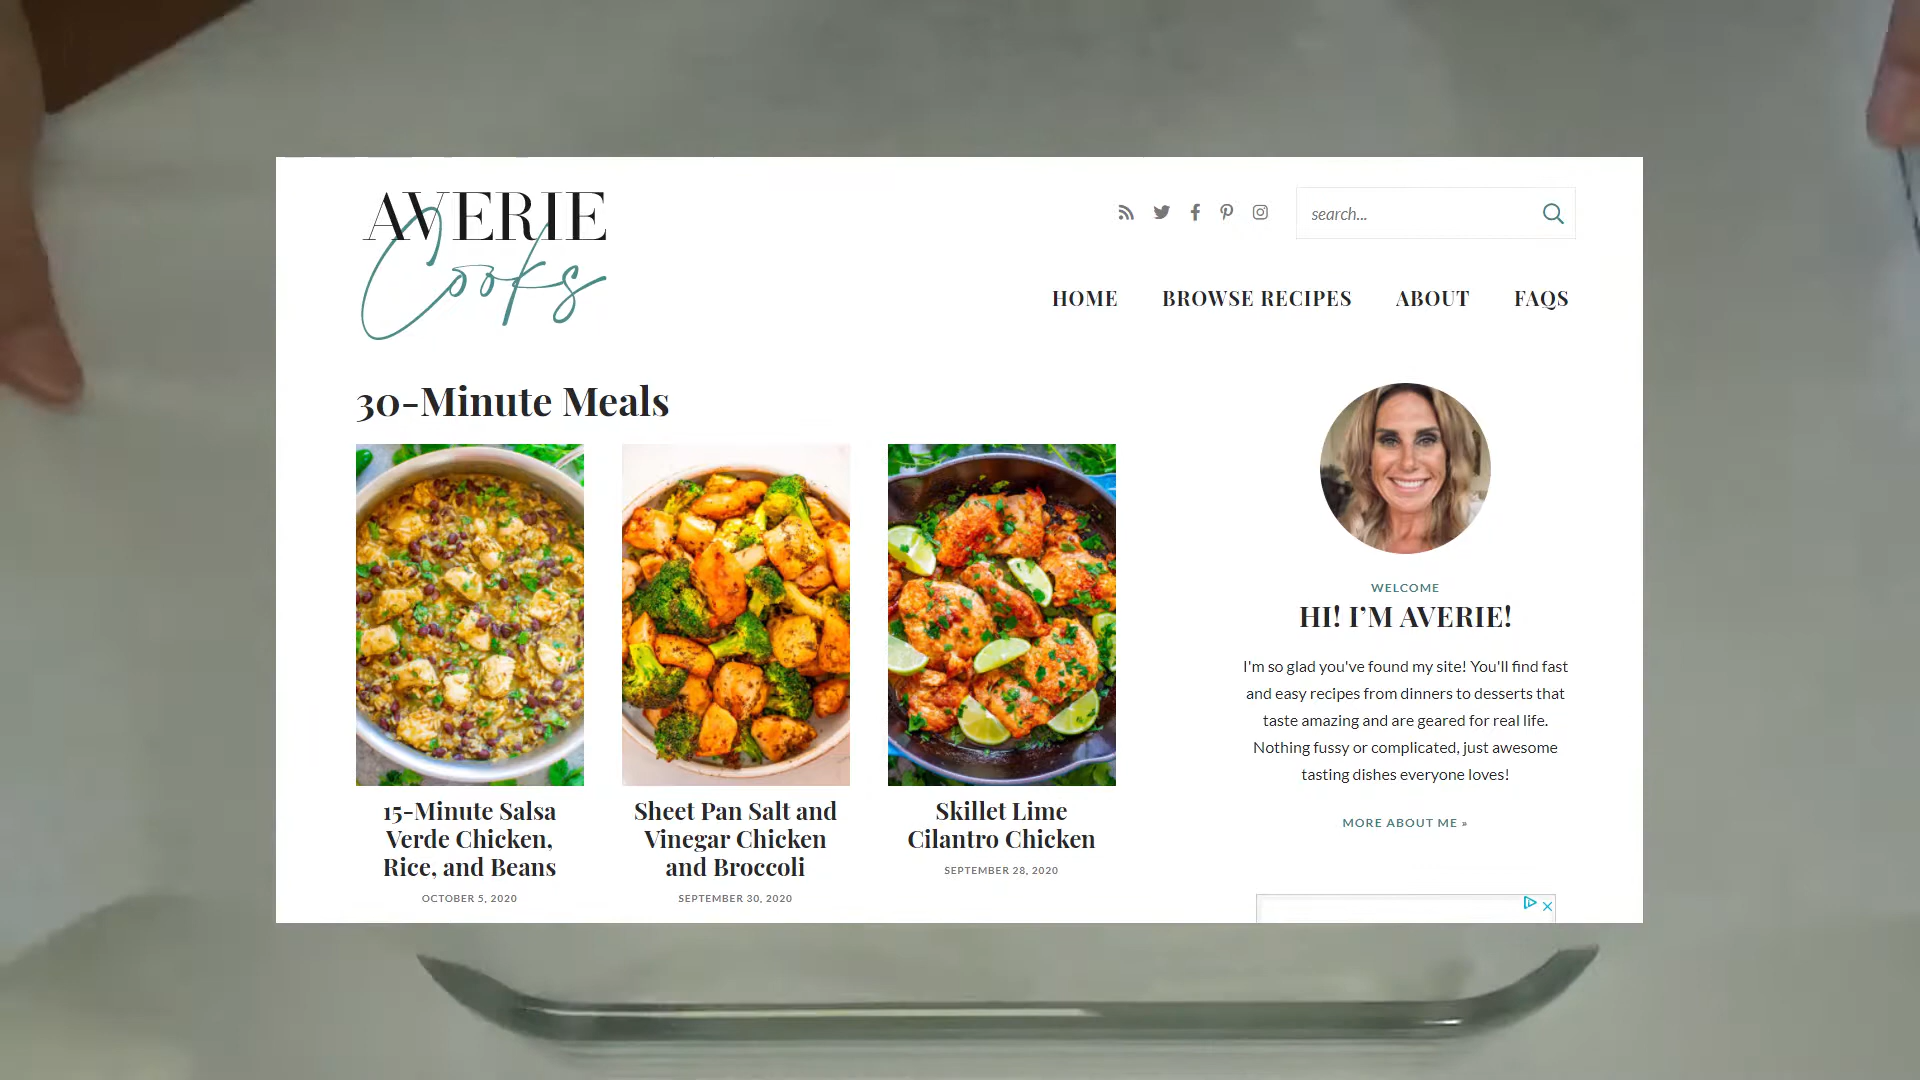 AVERIE
Cooks
search...
HOME BROWSE RECIPES ABOUT FAQS
30-Minute Meals
15-Minute Salsa
Verde Chicken,
Rice, and Beans
OCTOBER 5, 2020
Sheet Pan Salt and
Vinegar Chicken
and Broccoli
SEPTEMBER 30, 2020
Skillet Lime
Cilantro Chicken
SEPTEMBER 28, 2020
WELCOME
HI! I'M AVERIE!
I'm so glad you've found my site! You'll find fast
and easy recipes from dinners to desserts that
taste amazing and are geared for real life.
Nothing fussy or complicated, just awesome
tasting dishes everyone loves!
MORE ABOUT ME »